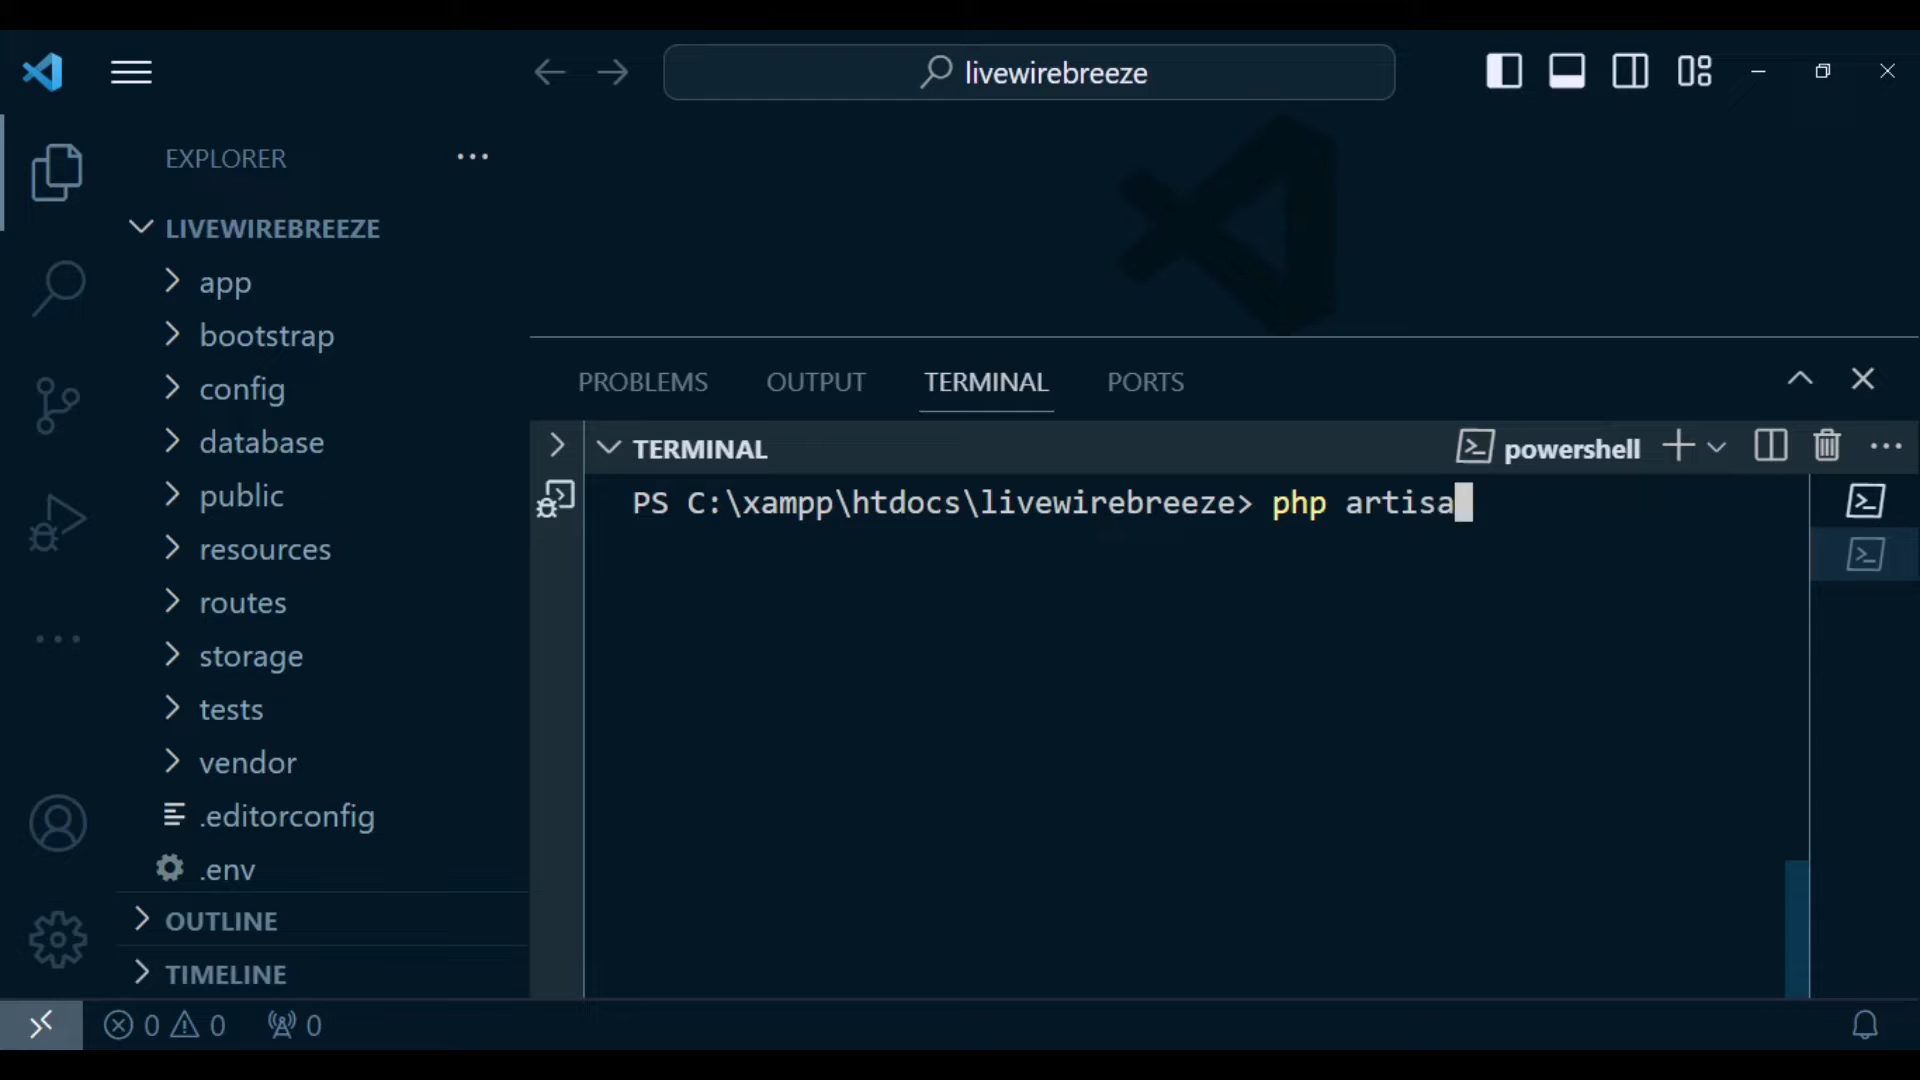 livewirebreeze
EXPLORER
LIVEWIREBREEZE
app
bootstrap
config
database
public
resources
routes
storage
tests
vendor
.editorconfig
.env
OUTLINE
TIMELINE
PROBLEMS
OUTPUT
TERMINAL
PORTS
TERMINAL
powershell
PS C:\xampp\htdocs\livewirebreeze> php artisa
0
0
0